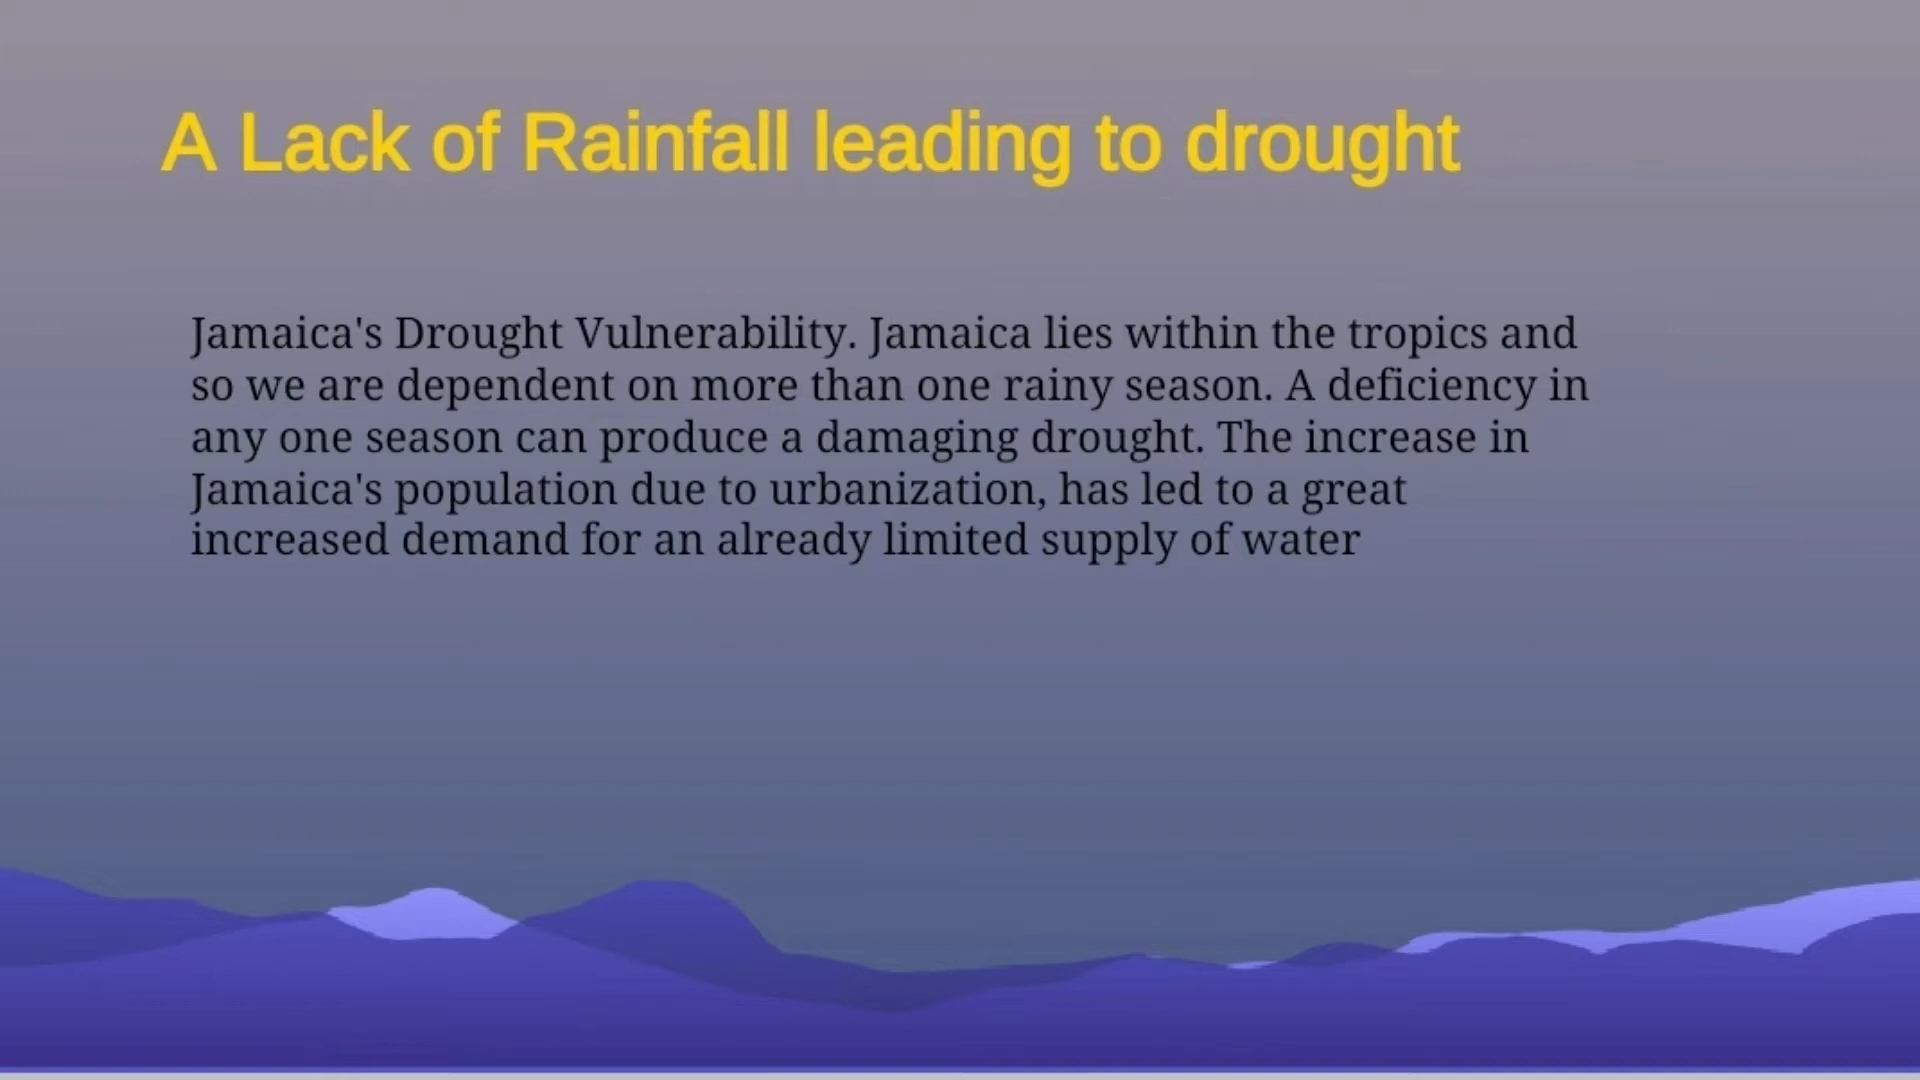 A Lack of Rainfall leading to drought
Jamaica's Drought Vulnerability. Jamaica lies within the tropics and
so we are dependent on more than one rainy season. A deficiency in
any one season can produce a damaging drought. The increase in
Jamaica's population due to urbanization, has led to a great
increased demand for an already limited supply of water